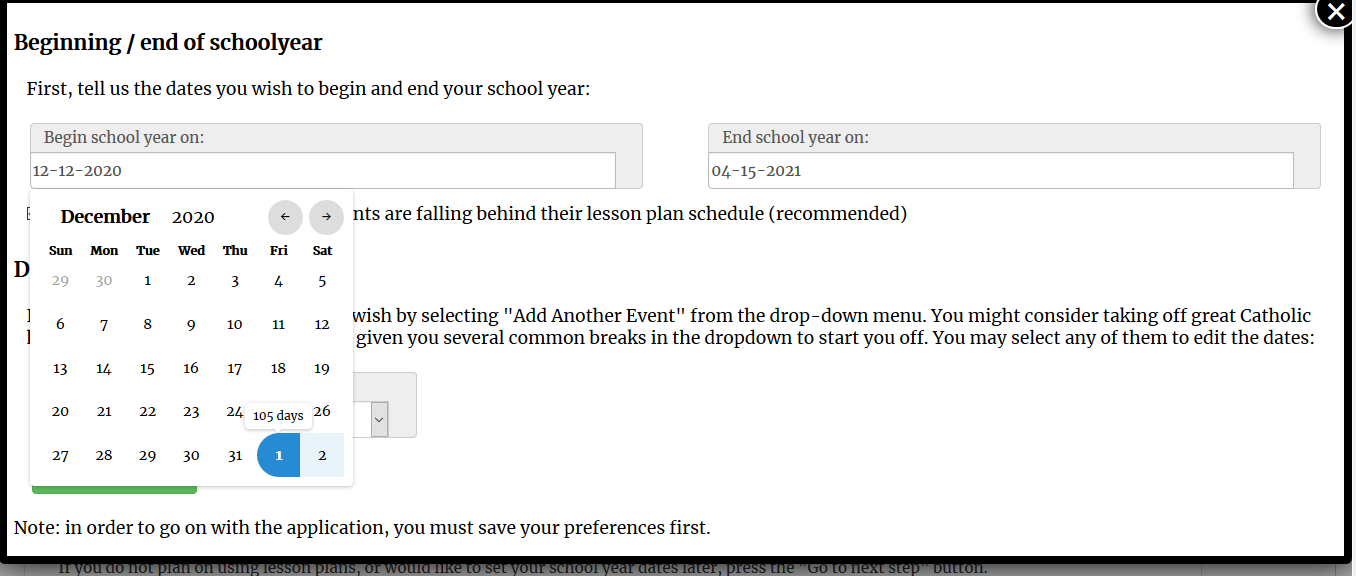 Beginning / end of schoolyear
First, tell us the dates you wish to begin and end your school year:
Begin school year on:
End school year on:
12-12-2020
04-15-2021
nts are falling behind their lesson plan schedule (recommended)
December 2020
← →
Sun Mon Tue Wed Thu Fri Sat
29 30 1 2 3 4 5
D
wish by selecting "Add Another Event" from the drop-down menu. You might consider taking off great Catholic
6 7 8 9 10 11 12
given you several common breaks in the dropdown to start you off. You may select any of them to edit the dates:
13 14 15 16 17 18 19
20 21 22 23 24 26
105 days
27 28 29 30 31 1 2
Note: in order to go on with the application, you must save your preferences first.
If you do not plan on using lesson plans, or would like to set your school year dates later, press the "Go to next step" button.